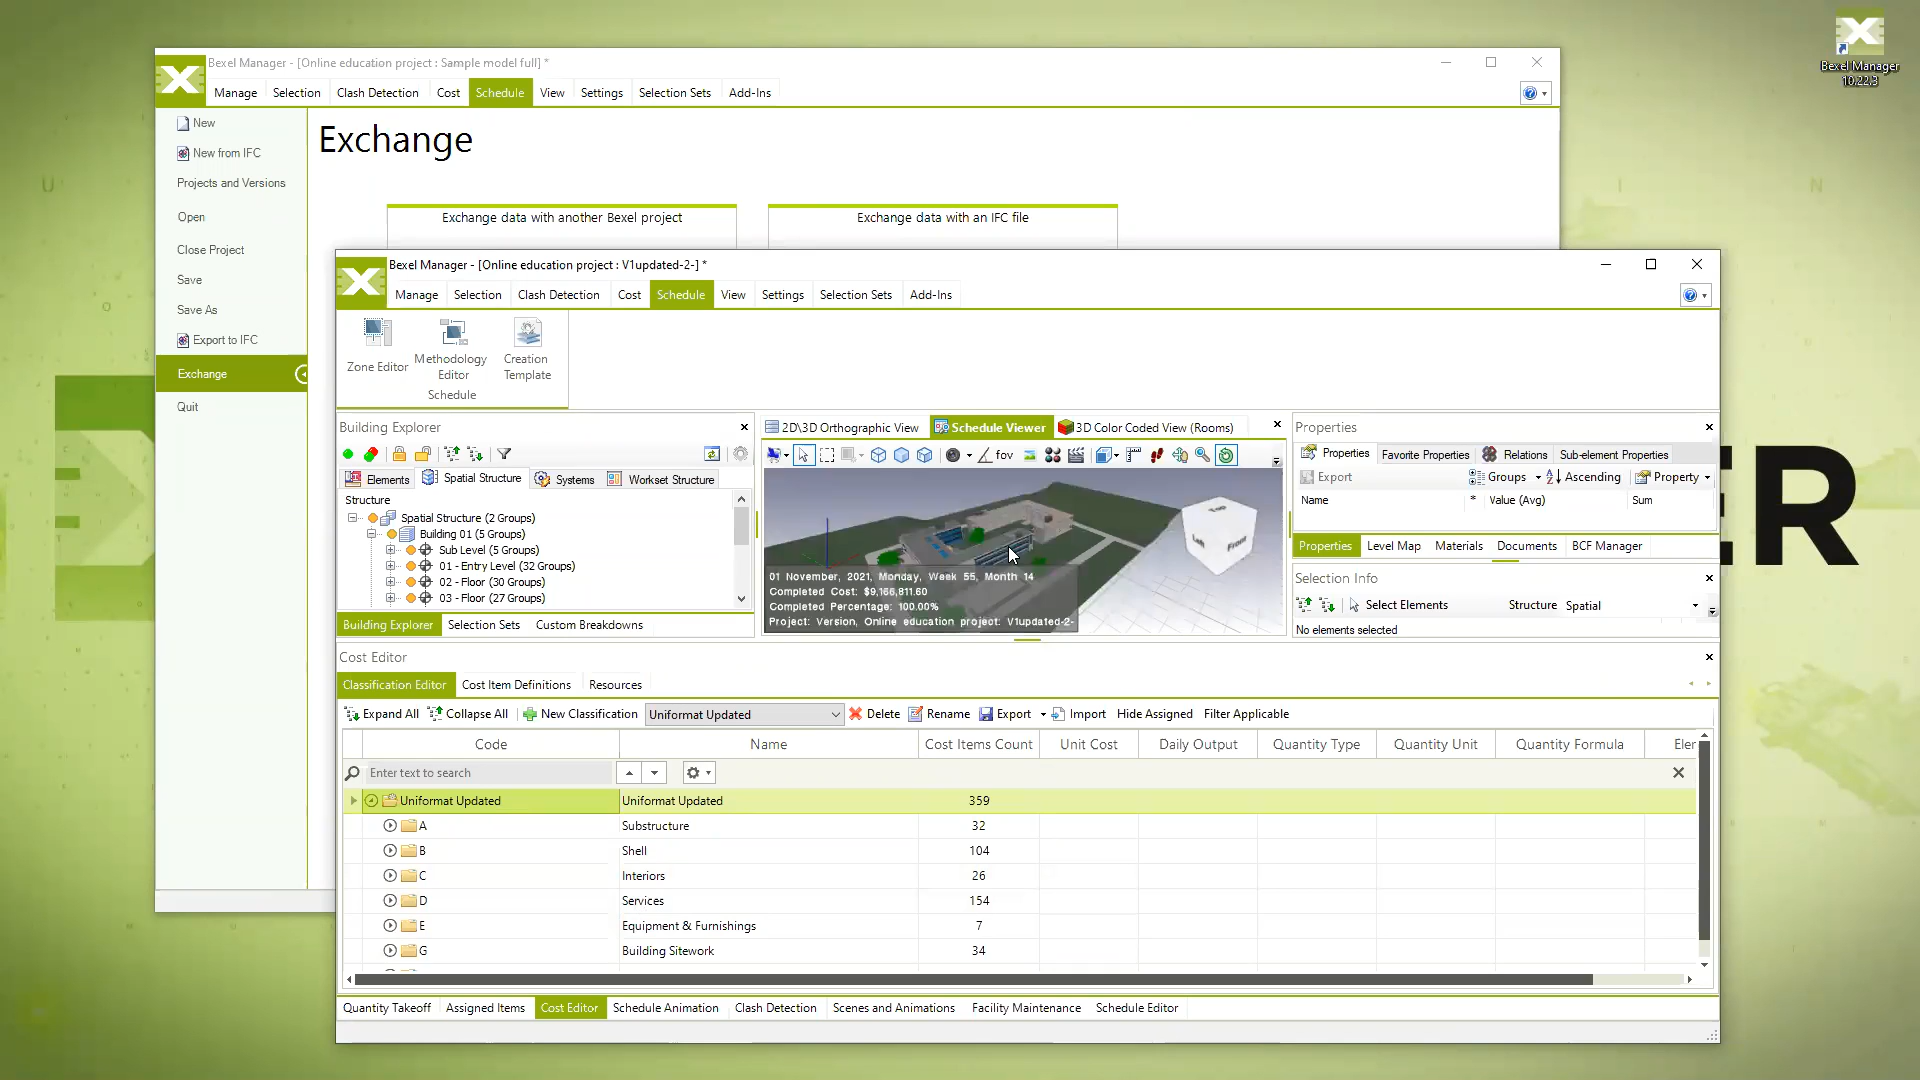 Bexel Manager
10.22.3
Bexel Manager - [Online education project : Sample model full] *
Manage
Selection
Clash Detection
Cost
Schedule
View
Settings
Selection Sets
Add-Ins
New
New from IFC
Projects and Versions
Open
Close Project
Save
Save As
Export to IFC
Exchange
Quit
Exchange
Exchange data with another Bexel project
Exchange data with an IFC file
ER
Bexel Manager - [Online education project : V1updated-2-] *
Manage
Selection
Clash Detection
Cost
Schedule
View
Settings
Selection Sets
Add-Ins
Zone Editor
Methodology
Editor
Creation
Template
Schedule
Building Explorer
Elements
Spatial Structure
Systems
Workset Structure
Structure
Spatial Structure (2 Groups)
Building 01 (5 Groups)
Sub Level (5 Groups)
01 - Entry Level (32 Groups)
02 - Floor (30 Groups)
03 - Floor (27 Groups)
Building Explorer
Selection Sets
Custom Breakdowns
2D\3D Orthographic View
Schedule Viewer
3D Color Coded View (Rooms)
fov
Top
Left
Front
01 November, 2021, Monday, Week 55, Month 14
Completed Cost: $9,166,811.60
Completed Percentage: 100.00%
Project: Version, Online education project: V1updated-2-
Properties
Properties
Favorite Properties
Relations
Sub-element Properties
Export
Groups
Ascending
Property
Name
*
Value (Avg)
Sum
Properties
Level Map
Materials
Documents
BCF Manager
Selection Info
Select Elements
Structure
Spatial
No elements selected
Cost Editor
Classification Editor
Cost Item Definitions
Resources
Expand All
Collapse All
New Classification
Uniformat Updated
Delete
Rename
Export
Import
Hide Assigned
Filter Applicable
Code
Name
Cost Items Count
Unit Cost
Daily Output
Quantity Type
Quantity Unit
Quantity Formula
Eler
Enter text to search
Uniformat Updated
Uniformat Updated
359
A
Substructure
32
B
Shell
104
C
Interiors
26
D
Services
154
E
Equipment & Furnishings
7
G
Building Sitework
34
Quantity Takeoff
Assigned Items
Cost Editor
Schedule Animation
Clash Detection
Scenes and Animations
Facility Maintenance
Schedule Editor